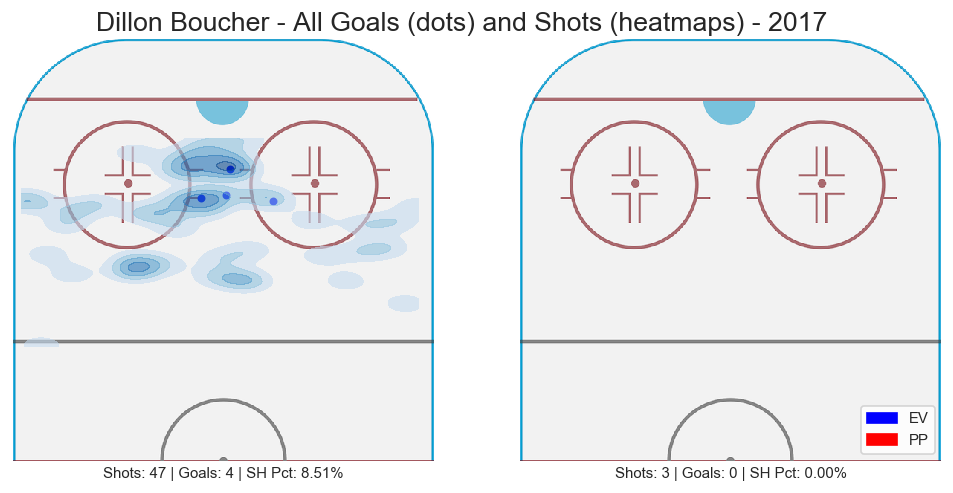 Dillon Boucher - All Goals (dots) and Shots (heatmaps) - 2017
EV
PP
Shots: 47 | Goals: 4 | SH Pct: 8.51%
Shots: 3 | Goals: 0 | SH Pct: 0.00%